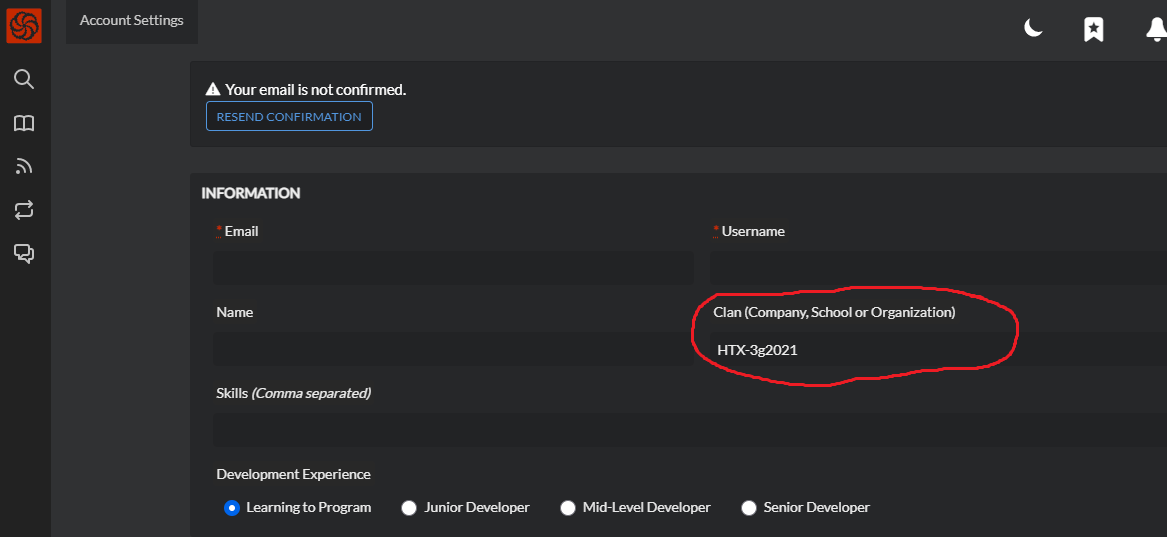 Account Settings
Your email is not confirmed.
RESEND CONFIRMATION
INFORMATION
* Email
* Username
Name
Clan (Company, School or Organization)
HTX-3g2021
Skills (Comma separated)
Development Experience
Learning to Program
Junior Developer
Mid-Level Developer
Senior Developer